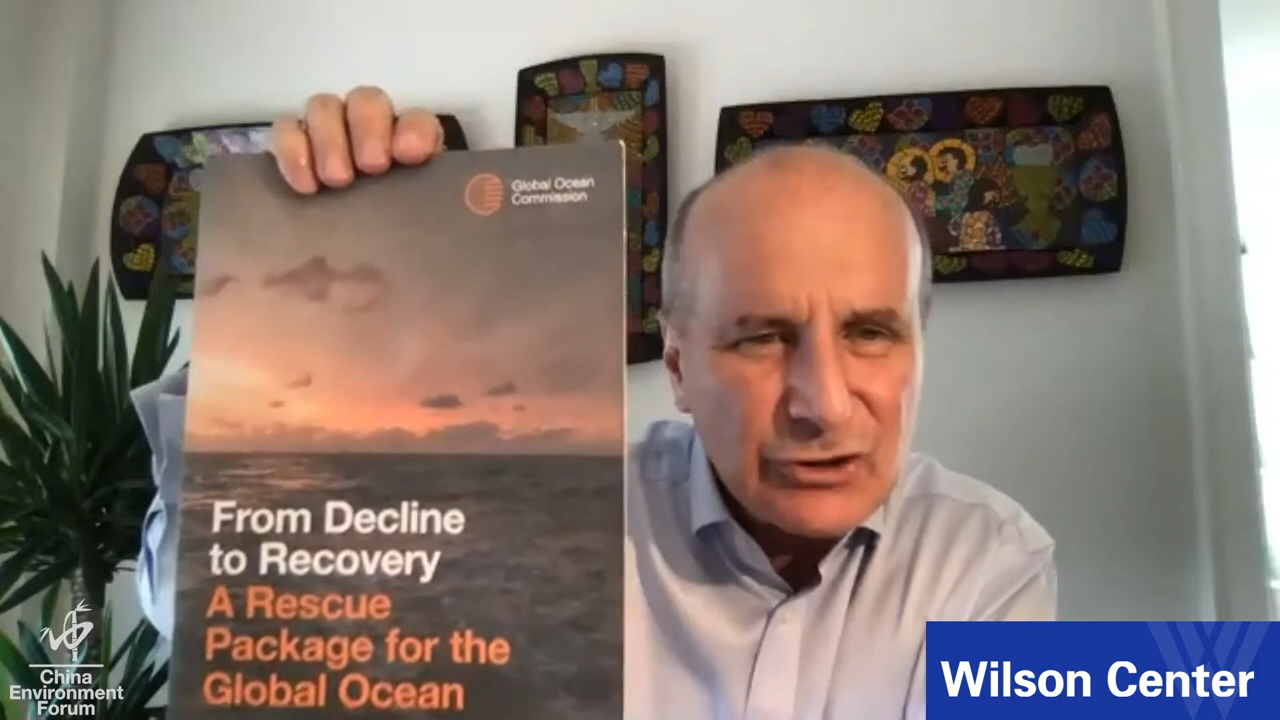 Global Ocean
Commission
From Decline
to Recovery
A Rescue
Package for the
Global Ocean
China
Environment
Forum
Wilson Center